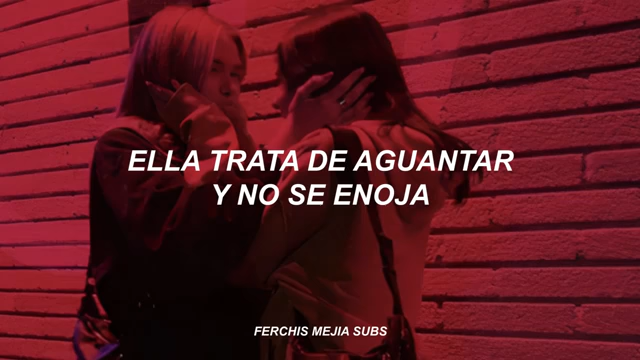 ELLA TRATA DE AGUANTAR
Y NO SE ENOJA
FERCHIS MEJIA SUBS